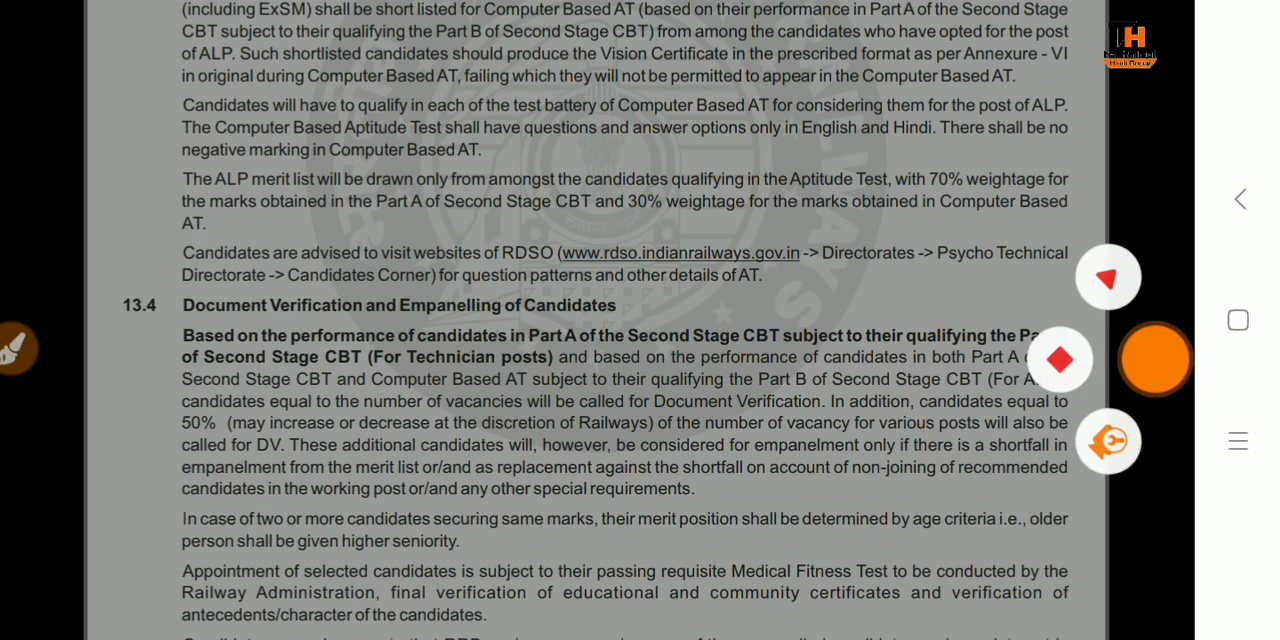 (including ExSM) shall be short listed for Computer Based AT (based on their performance in Part A of the Second Stage
CBT subject to their qualifying the Part B of Second Stage CBT) from among the candidates who have opted for the post
of ALP. Such shortlisted candidates should produce the Vision Certificate in the prescribed format as per Annexure - VI
in original during Computer Based AT, failing which they will not be permitted to appear in the Computer Based AT.
Candidates will have to qualify in each of the test battery of Computer Based AT for considering them for the post of ALP.
The Computer Based Aptitude Test shall have questions and answer options only in English and Hindi. There shall be no
negative marking in Computer Based AT.
The ALP merit list will be drawn only from amongst the candidates qualifying in the Aptitude Test, with 70% weightage for
the marks obtained in the Part A of Second Stage CBT and 30% weightage for the marks obtained in Computer Based
AT.
Candidates are advised to visit websites of RDSO (www.rdso.indianrailways.gov.in -> Directorates -> Psycho Technical
Directorate -> Candidates Corner) for question patterns and other details of AT.
13.4 Document Verification and Empanelling of Candidates
Based on the performance of candidates in Part A of the Second Stage CBT subject to their qualifying the
of Second Stage CBT (For Technician posts) and based on the performance of candidates in both Part A
Second Stage CBT and Computer Based AT subject to their qualifying the Part B of Second Stage CBT (For
candidates equal to the number of vacancies will be called for Document Verification. In addition, candidates equal to
50% (may increase or decrease at the discretion of Railways) of the number of vacancy for various posts will also be
called for DV. These additional candidates will, however, be considered for empanelment only if there is a shortfall in
empanelment from the merit list or/and as replacement against the shortfall on account of non-joining of recommended
candidates in the working post or/and any other special requirements.
In case of two or more candidates securing same marks, their merit position shall be determined by age criteria i.e., older
person shall be given higher seniority.
Appointment of selected candidates is subject to their passing requisite Medical Fitness Test to be conducted by the
Railway Administration, final verification of educational and community certificates and verification of
antecedents/character of the candidates.